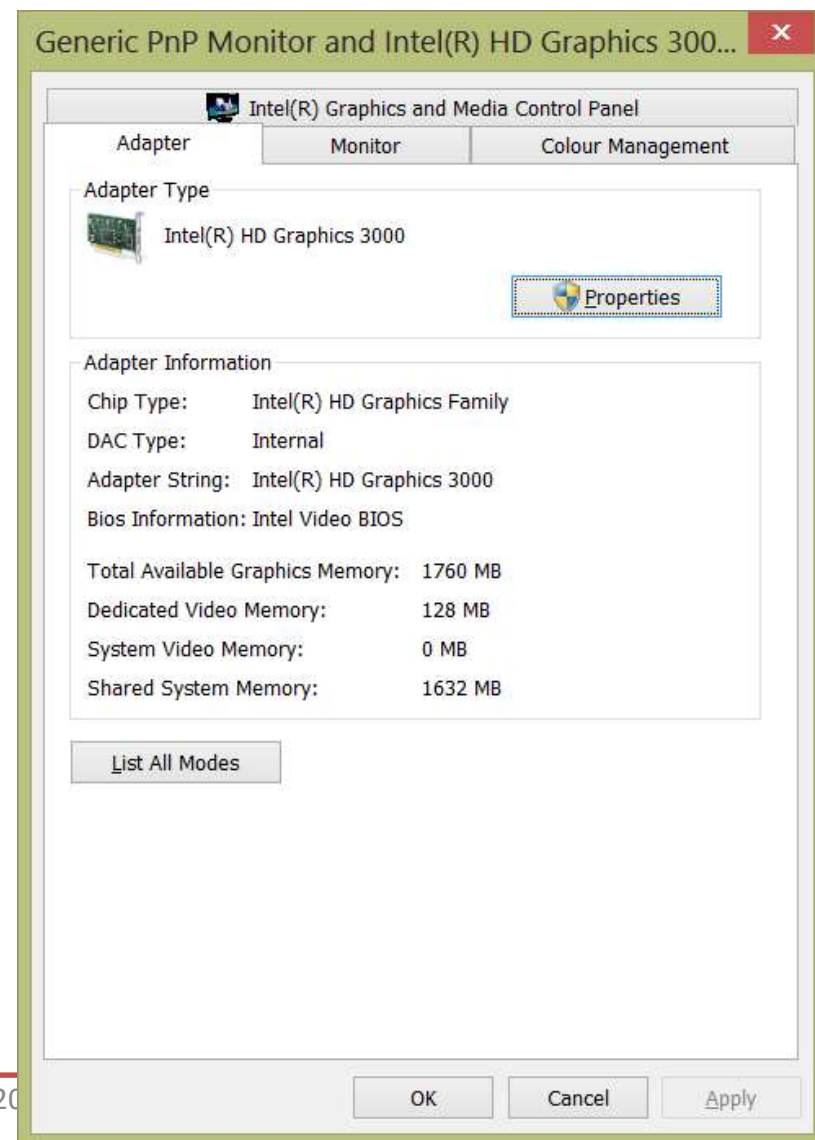 Generic PnP Monitor and Intel(R) HD Graphics 300...
Intel(R) Graphics and Media Control Panel
Adapter Monitor Colour Management
Adapter Type
Intel(R) HD Graphics 3000
Properties
Adapter Information
Chip Type: Intel(R) HD Graphics Family
DAC Type: Internal
Adapter String: Intel(R) HD Graphics 3000
Bios Information: Intel Video BIOS
Total Available Graphics Memory: 1760 MB
Dedicated Video Memory: 128 MB
System Video Memory: 0 MB
Shared System Memory: 1632 MB
List All Modes
20
OK Cancel Apply